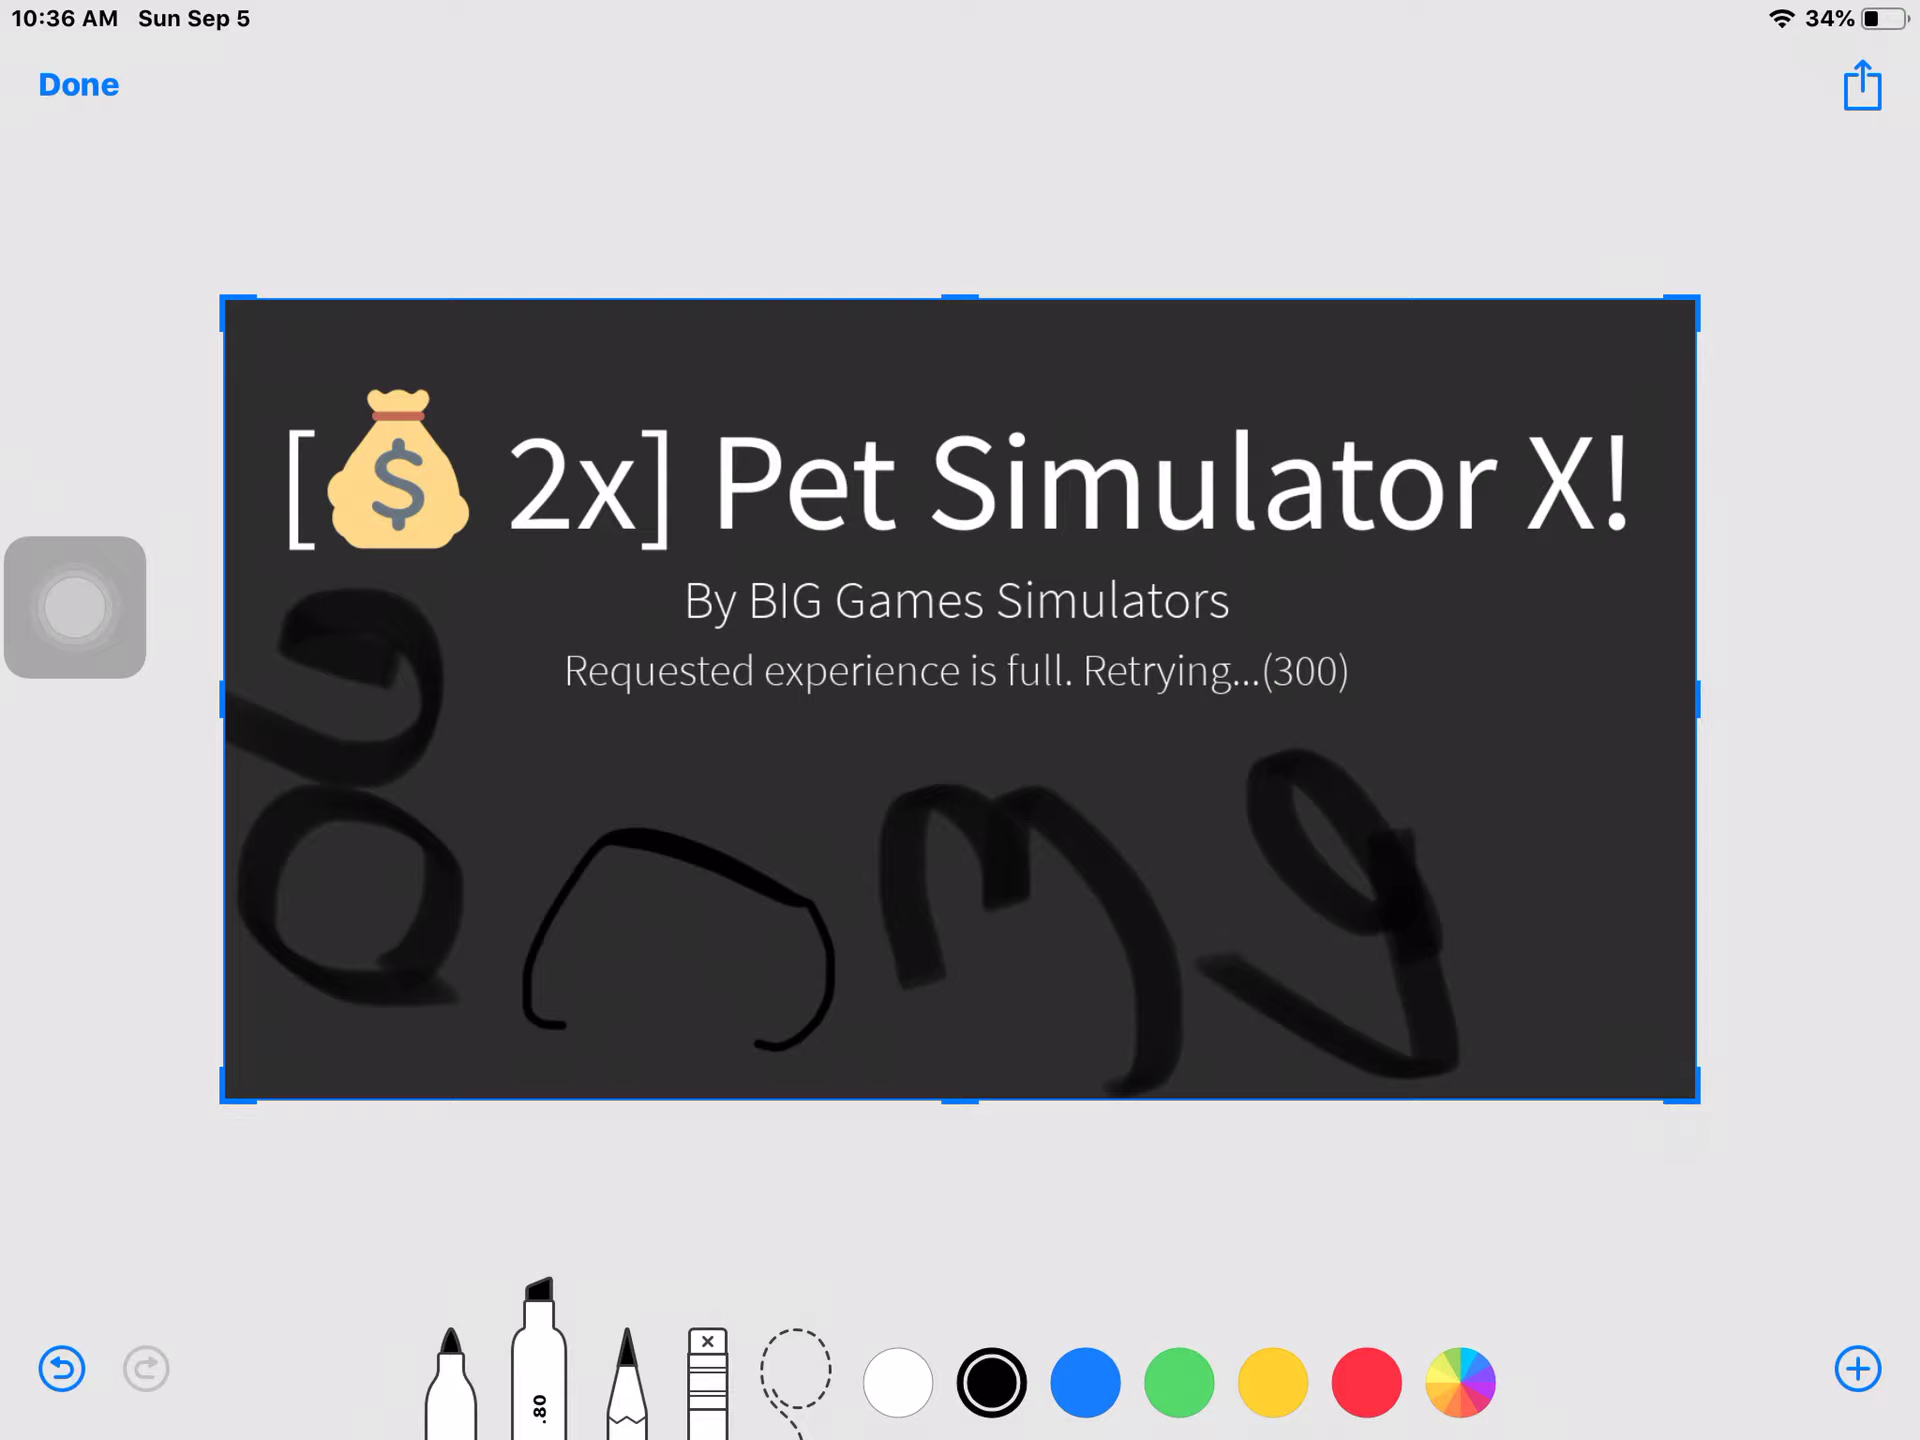 10:36 AM Sun Sep 5
34%
Done
[💰 2x] Pet Simulator X!
By BIG Games Simulators
Requested experience is full. Retrying...(300)
.80